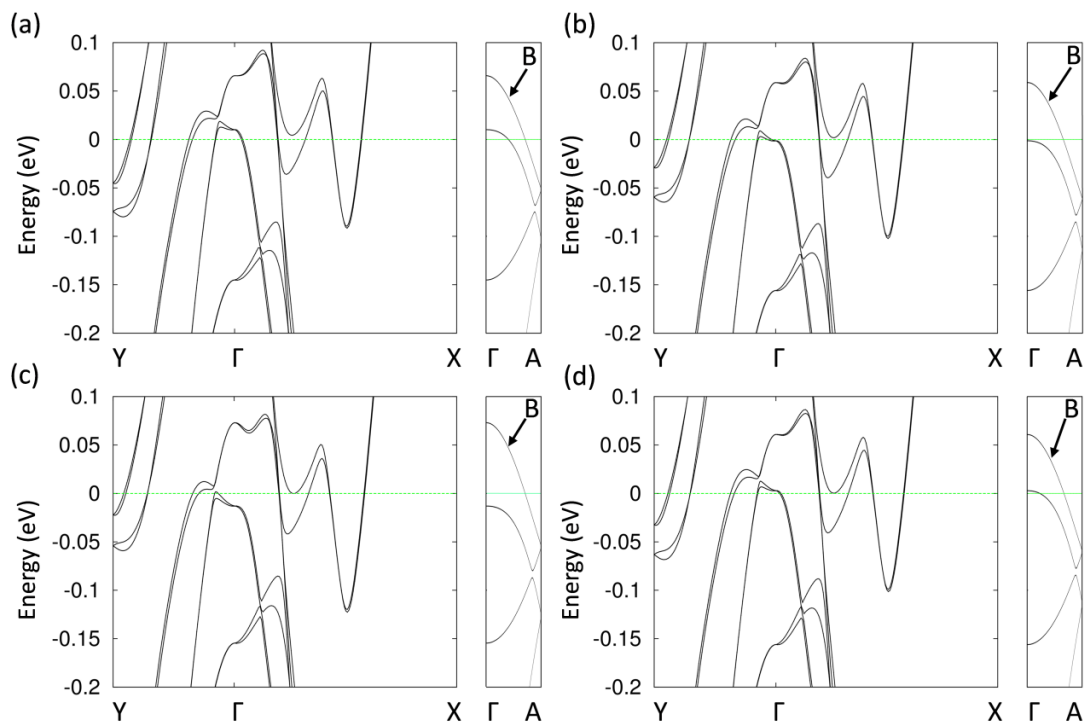 (a)
Energy (eV)
0.1
0.05
0
-0.05
-0.1
-0.15
-0.2
Y
Γ
X
B
Γ
A
(b)
Energy (eV)
0.1
0.05
0
-0.05
-0.1
-0.15
-0.2
Y
Γ
X
B
Γ
A
(c)
Energy (eV)
0.1
0.05
0
-0.05
-0.1
-0.15
-0.2
Y
Γ
X
B
Γ
A
(d)
Energy (eV)
0.1
0.05
0
-0.05
-0.1
-0.15
-0.2
Y
Γ
X
B
Γ
A